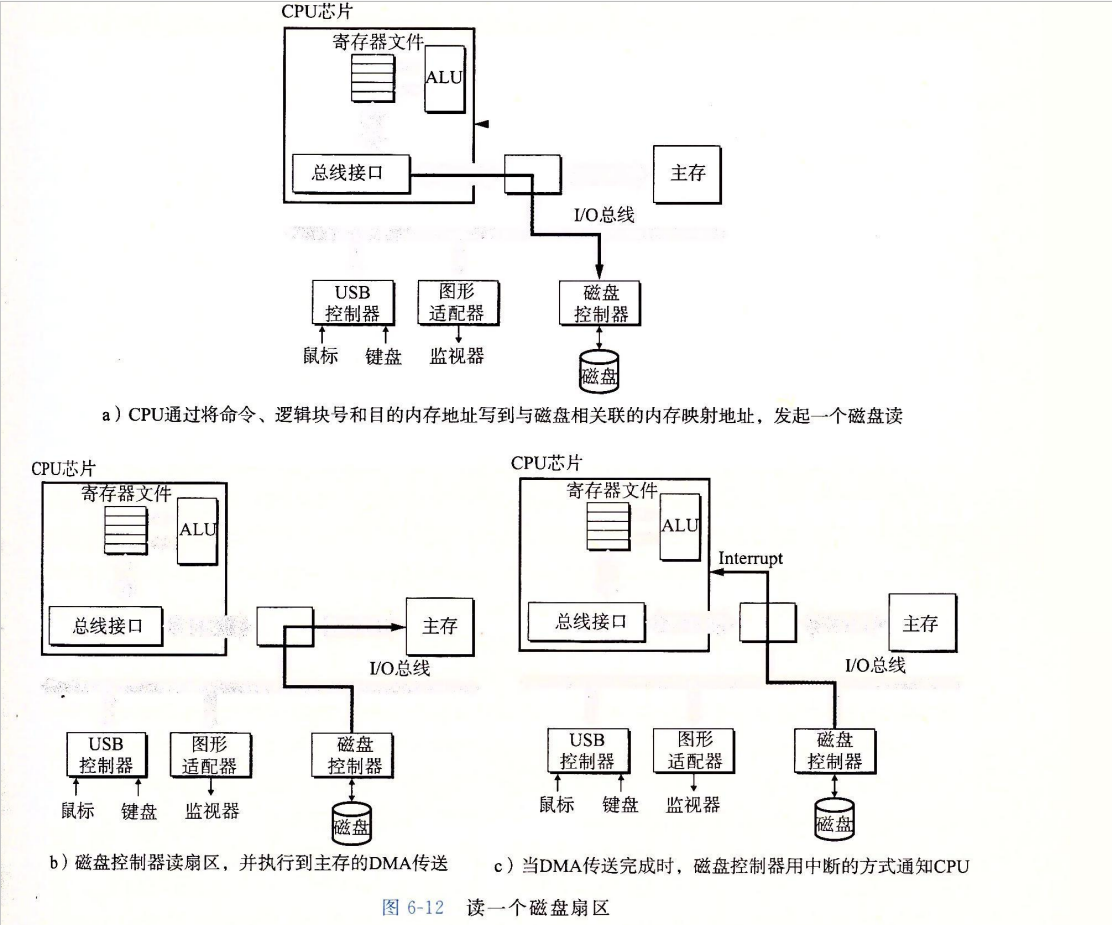 CPU芯片
寄存器文件
ALU
总线接口
主存
I/O总线
USB
控制器
图形
适配器
磁盘
控制器
鼠标
键盘
监视器
磁盘
a）CPU通过将命令、逻辑块号和目的内存地址写到与磁盘相关联的内存映射地址，发起一个磁盘读
CPU芯片
寄存器文件
ALU
总线接口
主存
I/O总线
USB
控制器
图形
适配器
磁盘
控制器
鼠标
键盘
监视器
磁盘
b）磁盘控制器读扇区，并执行到主存的DMA传送
CPU芯片
寄存器文件
ALU
Interrupt
总线接口
主存
I/O总线
USB
控制器
图形
适配器
磁盘
控制器
鼠标
键盘
监视器
磁盘
c）当DMA传送完成时，磁盘控制器用中断的方式通知CPU
图 6-12 读一个磁盘扇区